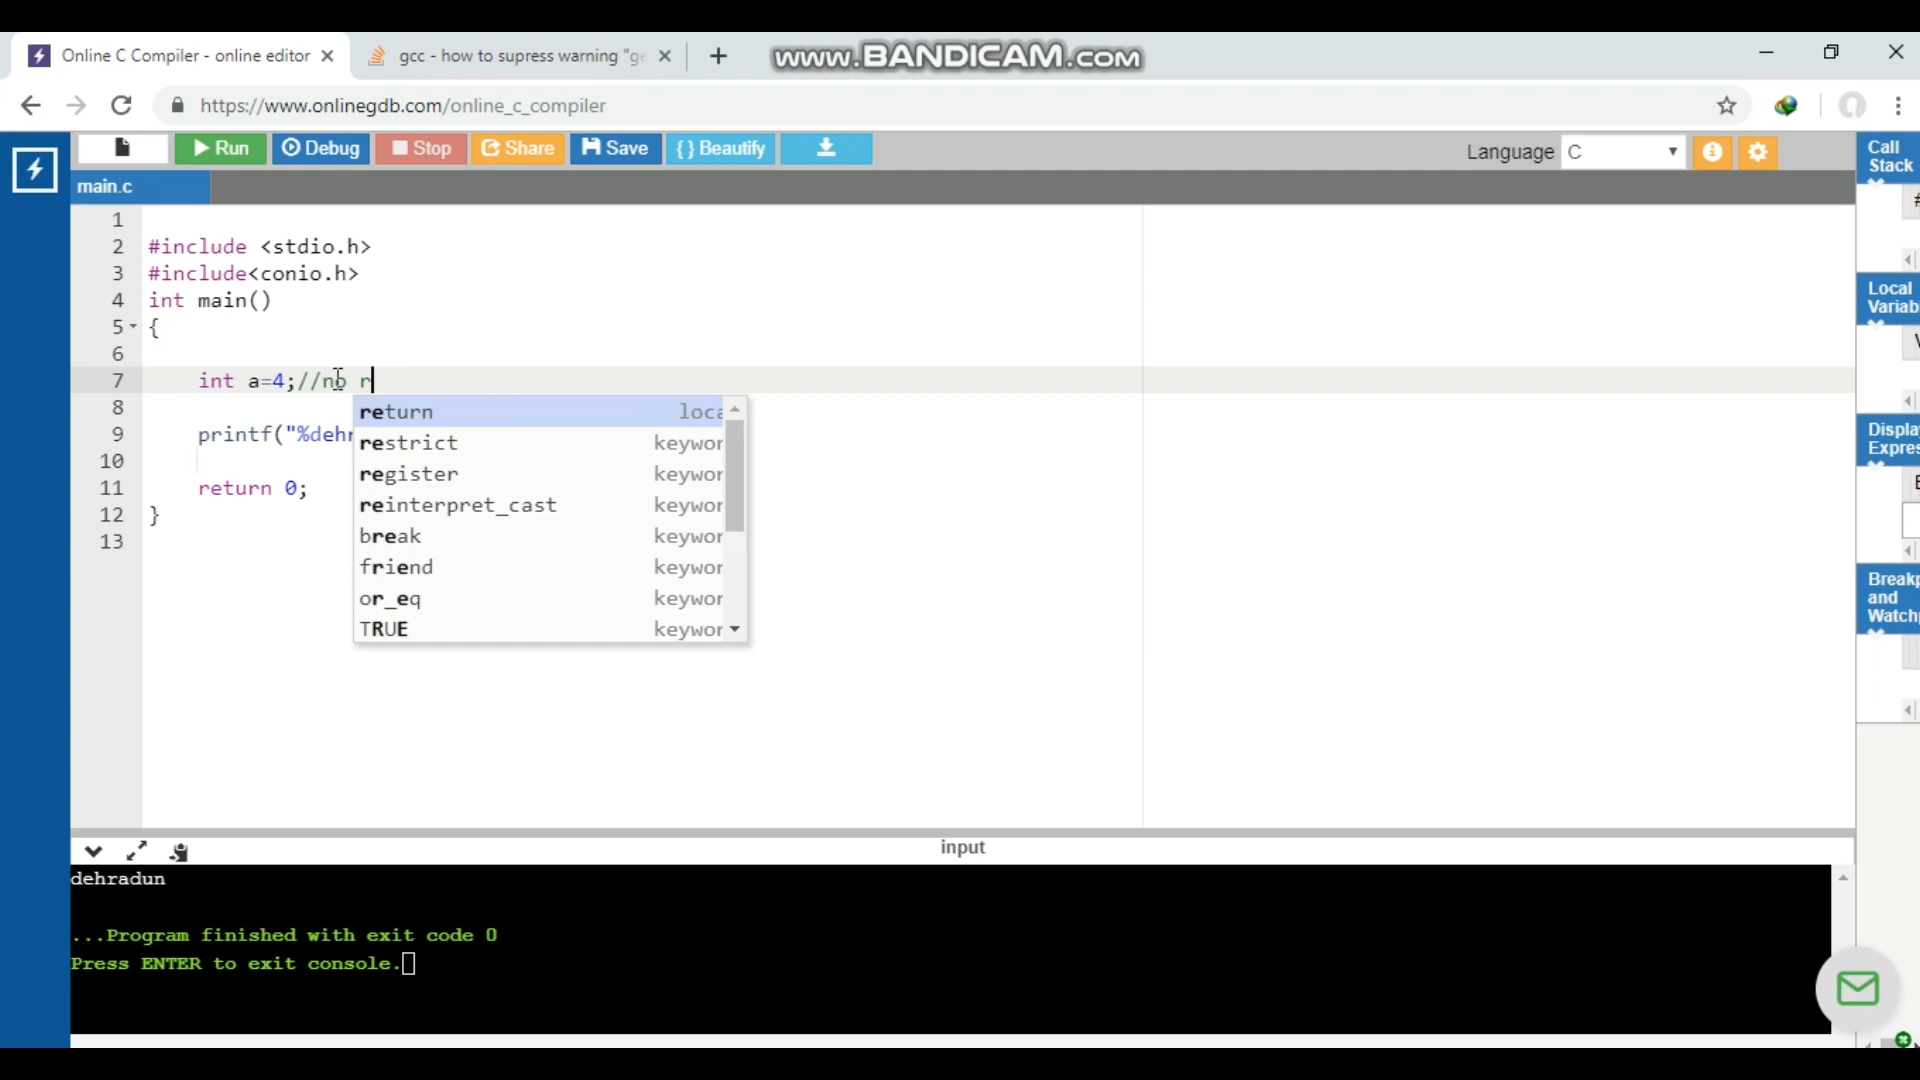 Online C Compiler - online editor
gcc - how to supress warning "ge
www.BANDICAM.com
https://www.onlinegdb.com/online_c_compiler
Run
Debug
Stop
Share
Save
{ } Beautify
Language C
Call
Stack
main.c
1
2 #include <stdio.h>
3 #include<conio.h>
4 int main()
5 {
6
7 int a=4;//no r
8
9 printf("%dehr
10
11 return 0;
12 }
13
return loca
restrict keywor
register keywor
reinterpret_cast keywor
break keywor
friend keywor
or_eq keywor
TRUE keywor
Local
Variab
Displa
Expres
Breakp
and
Watchp
input
dehradun
...Program finished with exit code 0
Press ENTER to exit console.